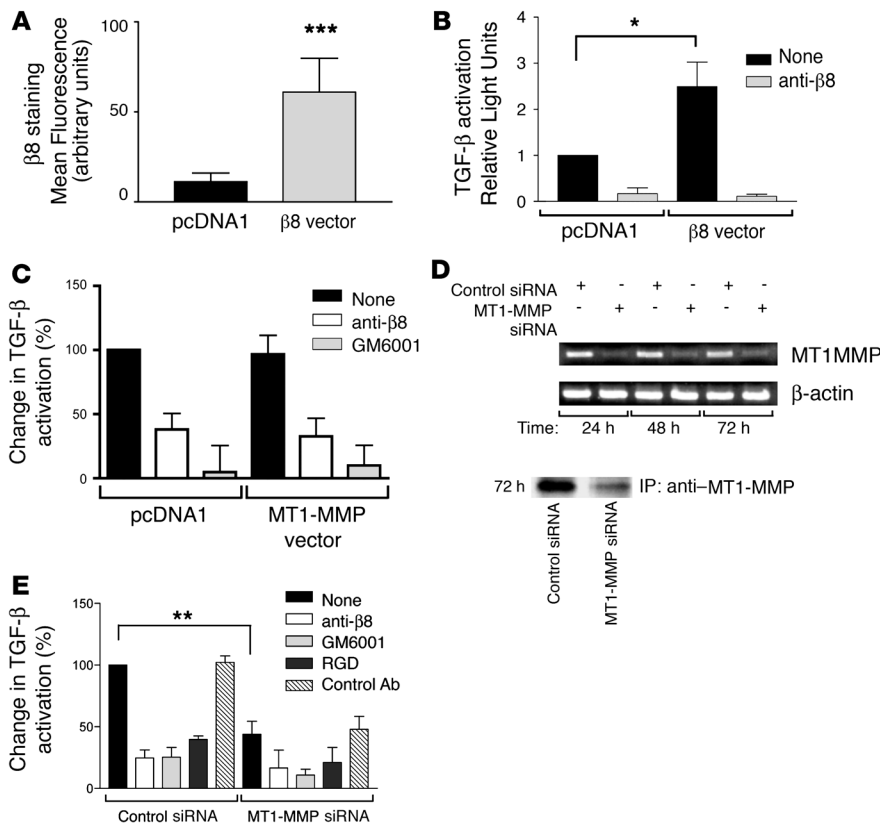 A
β8 staining
Mean Fluorescence
(arbitrary units)
100
50
0
***
pcDNA1
β8 vector
B
TGF-β activation
Relative Light Units
4
3
2
1
0
*
None
anti-β8
pcDNA1
β8 vector
C
Change in TGF-β
activation (%)
150
100
50
0
None
anti-β8
GM6001
pcDNA1
MT1-MMP
vector
D
Control siRNA + - + - + -
MT1-MMP - + - + - +
siRNA
MT1MMP
β-actin
Time: 24 h 48 h 72 h
72 h
IP: anti–MT1-MMP
Control siRNA
MT1-MMP siRNA
E
Change in TGF-β
activation (%)
150
100
50
0
**
None
anti-β8
GM6001
RGD
Control Ab
Control siRNA
MT1-MMP siRNA